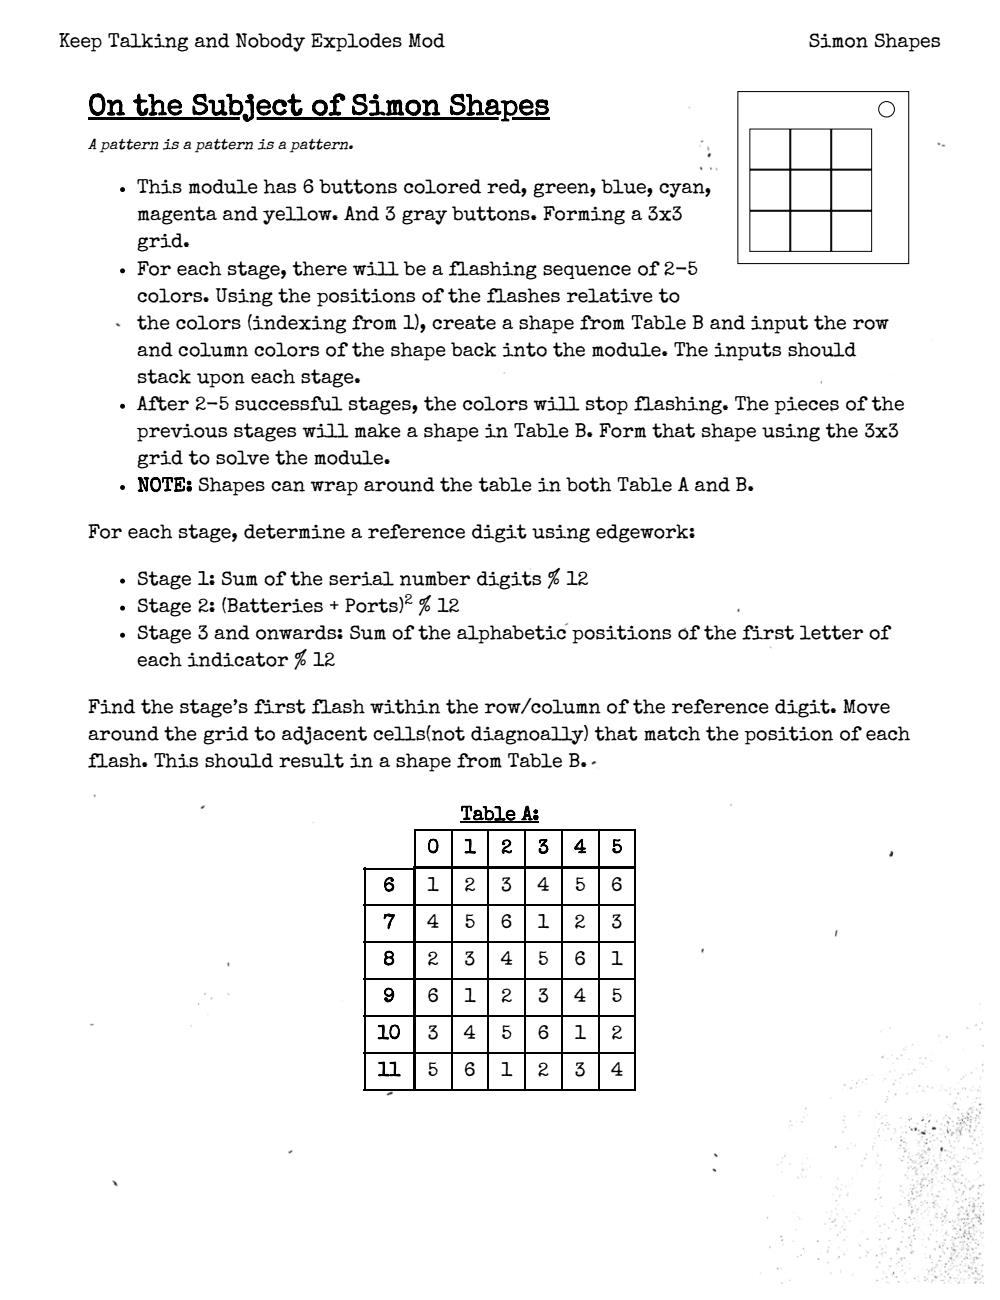 Keep Talking and Nobody Explodes Mod Simon Shapes
On the Subject of Simon Shapes
A pattern is a pattern is a pattern.
• This module has 6 buttons colored red, green, blue, cyan,
magenta and yellow. And 3 gray buttons. Forming a 3x3
grid.
• For each stage, there will be a flashing sequence of 2-5
colors. Using the positions of the flashes relative to
the colors (indexing from 1), create a shape from Table B and input the row
and column colors of the shape back into the module. The inputs should
stack upon each stage.
• After 2-5 successful stages, the colors will stop flashing. The pieces of the
previous stages will make a shape in Table B. Form that shape using the 3x3
grid to solve the module.
• NOTE: Shapes can wrap around the table in both Table A and B.
For each stage, determine a reference digit using edgework:
• Stage 1: Sum of the serial number digits % 12
• Stage 2: (Batteries + Ports)² % 12
• Stage 3 and onwards: Sum of the alphabetic positions of the first letter of
each indicator % 12
Find the stage's first flash within the row/column of the reference digit. Move
around the grid to adjacent cells(not diagnoally) that match the position of each
flash. This should result in a shape from Table B.
Table A:
0 1 2 3 4 5
6 1 2 3 4 5 6
7 4 5 6 1 2 3
8 2 3 4 5 6 1
9 6 1 2 3 4 5
10 3 4 5 6 1 2
11 5 6 1 2 3 4